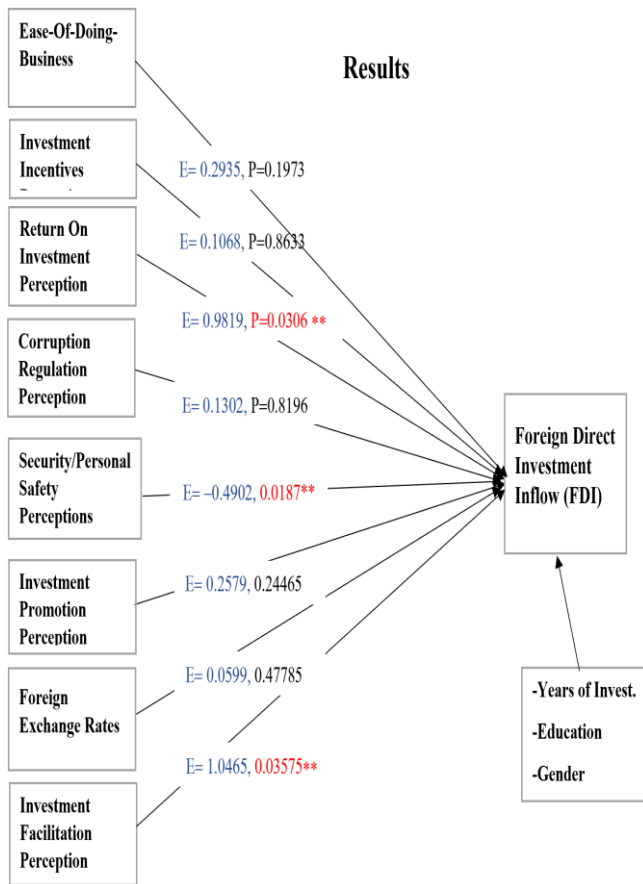 Results
Ease-Of-Doing-
Business
Investment
Incentives
Return On
Investment
Perception
Corruption
Regulation
Perception
Security/Personal
Safety
Perceptions
Investment
Promotion
Perception
Foreign
Exchange Rates
Investment
Facilitation
Perception
E= 0.2935, P=0.1973
E= 0.1068, P=0.8633
E= 0.9819, P=0.0306 **
E= 0.1302, P=0.8196
E= –0.4902, 0.0187**
E= 0.2579, 0.24465
E= 0.0599, 0.47785
E= 1.0465, 0.03575**
Foreign Direct
Investment
Inflow (FDI)
-Years of Invest.
-Education
-Gender